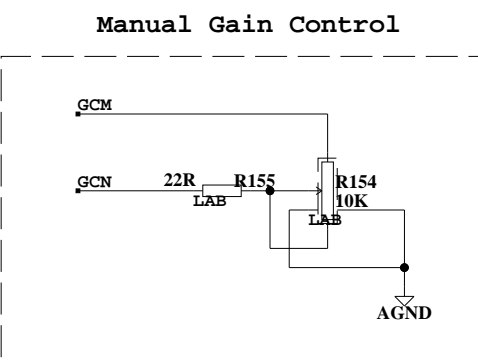 Manual Gain Control
GCM
GCN
22R
R155
LAB
R154
10K
LAB
AGND